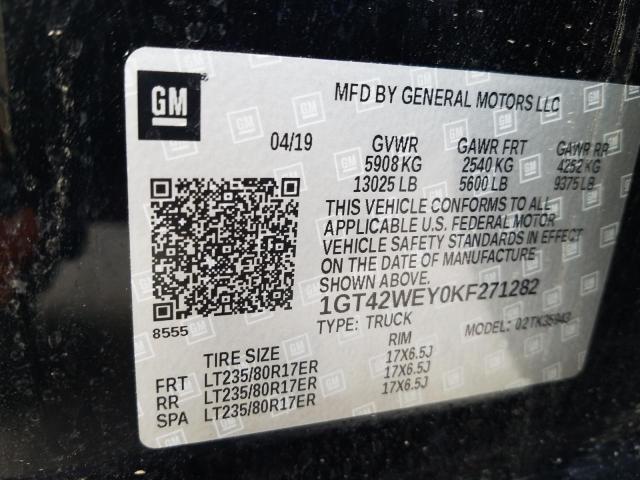 GM
MFD BY GENERAL MOTORS LLC
04/19 GVWR GAWR FRT GAWR RR
5908 KG 2540 KG 4252 KG
13025 LB 5600 LB 9375 LB
THIS VEHICLE CONFORMS TO ALL
APPLICABLE U.S. FEDERAL MOTOR
VEHICLE SAFETY STANDARDS IN EFFECT
ON THE DATE OF MANUFACTURE
SHOWN ABOVE.
1GT42WEY0KF271282
8555
TYPE: TRUCK MODEL: 02TK35943
TIRE SIZE RIM
FRT LT235/80R17ER 17X6.5J
RR LT235/80R17ER 17X6.5J
SPA LT235/80R17ER 17X6.5J